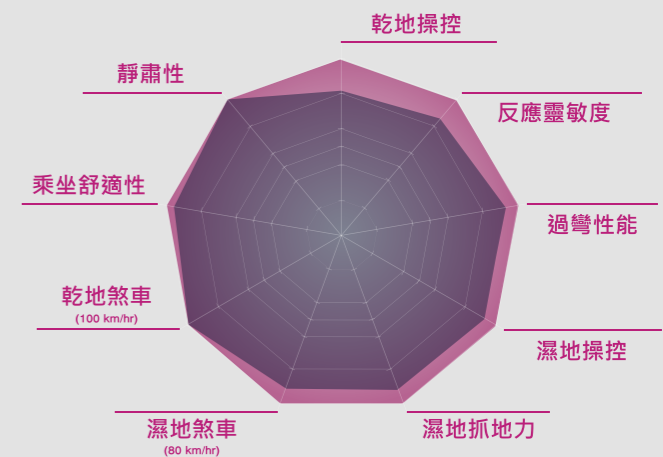 乾地操控
反應靈敏度
過彎性能
濕地操控
濕地抓地力
濕地煞車
(80 km/hr)
乾地煞車
(100 km/hr)
乘坐舒適性
靜肅性